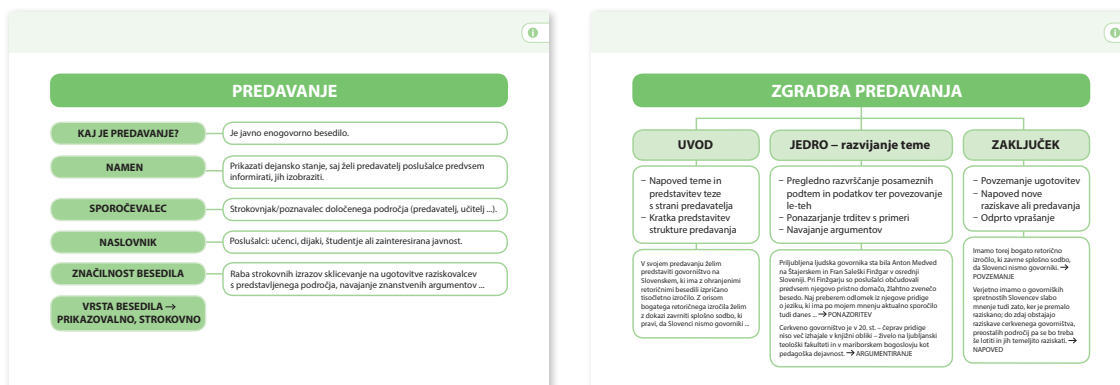 PREDAVANJE
KAJ JE PREDAVANJE?
Je javno enogovorno besedilo.
NAMEN
Prikazati dejansko stanje, saj želi predavatelj poslušalce predvsem
informirati, jih izobraziti.
SPOROČEVALEC
Strokovnjak/poznavalec določenega področja (predavatelj, učitelj ...).
NASLOVNIK
Poslušalci: učenci, dijaki, študentje ali zainteresirana javnost.
ZNAČILNOST BESEDILA
Raba strokovnih izrazov sklicevanje na ugotovitve raziskovalcev
s predstavljenega področja, navajanje znanstvenih argumentov ...
VRSTA BESEDILA →
PRIKAZOVALNO, STROKOVNO
ZGRADBA PREDAVANJA
UVOD
– Napoved teme in
predstavitev teze
s strani predavatelja
– Kratka predstavitev
strukture predavanja
V svojem predavanju želim
predstaviti govorništvo na
Slovenskem, ki ima z ohranjenimi
retoričnimi besedili izpričano
tisočletno izročilo. Z orisom
bogatega retoričnega izročila želim
z dokazi zavrniti splošno sodbo, ki
pravi, da Slovenci nismo govorniki ...
JEDRO – razvijanje teme
– Pregledno razvrščanje posameznih
podtem in podatkov ter povezovanje
le-teh
– Ponazarjanje trditev s primeri
– Navajanje argumentov
Priljubljena ljudska govornika sta bila Anton Medved
na Štajerskem in Fran Saleški Finžgar v osrednji
Sloveniji. Pri Finžgarju so poslušalci občudovali
predvsem njegovo pristno domačo, žlahtno zvenečo
besedo. Naj preberem odlomek iz njegove pridige
o jeziku, ki ima po mojem mnenju aktualno sporočilo
tudi danes ... → PONAZORITEV
Cerkveno govorništvo je v 20. st. – čeprav pridige
niso več izhajale v knjižni obliki – živelo na ljubljanski
teološki fakulteti in v mariborskem bogoslovju kot
pedagoška dejavnost. → ARGUMENTIRANJE
ZAKLJUČEK
– Povzemanje ugotovitev
– Napoved nove
raziskave ali predavanja
– Odprto vprašanje
Imamo torej bogato retorično
izročilo, ki zavrne splošno sodbo,
da Slovenci nismo govorniki. →
POVZEMANJE
Verjetno imamo o govorniških
spretnostih Slovencev slabo
mnenje tudi zato, ker je premalo
raziskano; do zdaj obstajajo
raziskave cerkvenega govorništva,
preostalih področij pa se bo treba
še lotiti in jih temeljito raziskati. →
NAPOVED